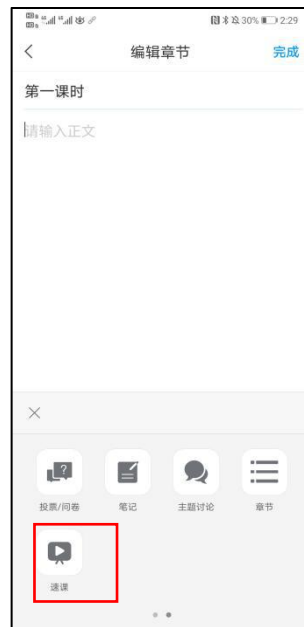 30% 2:29
编辑章节 完成
第一课时
请输入正文
投票/问卷 笔记 主题讨论 章节
速课